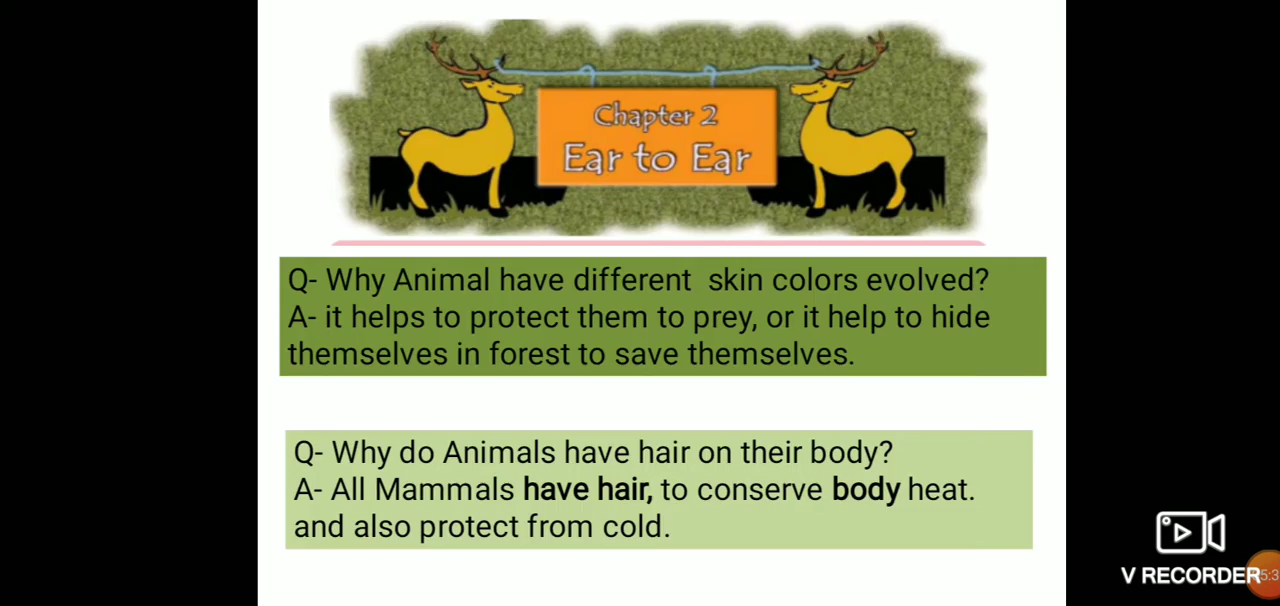 Chapter 2
Ear to Ear
Q- Why Animal have different skin colors evolved?
A- it helps to protect them to prey, or it help to hide
themselves in forest to save themselves.
Q- Why do Animals have hair on their body?
A- All Mammals have hair, to conserve body heat.
and also protect from cold.
V RECORDER